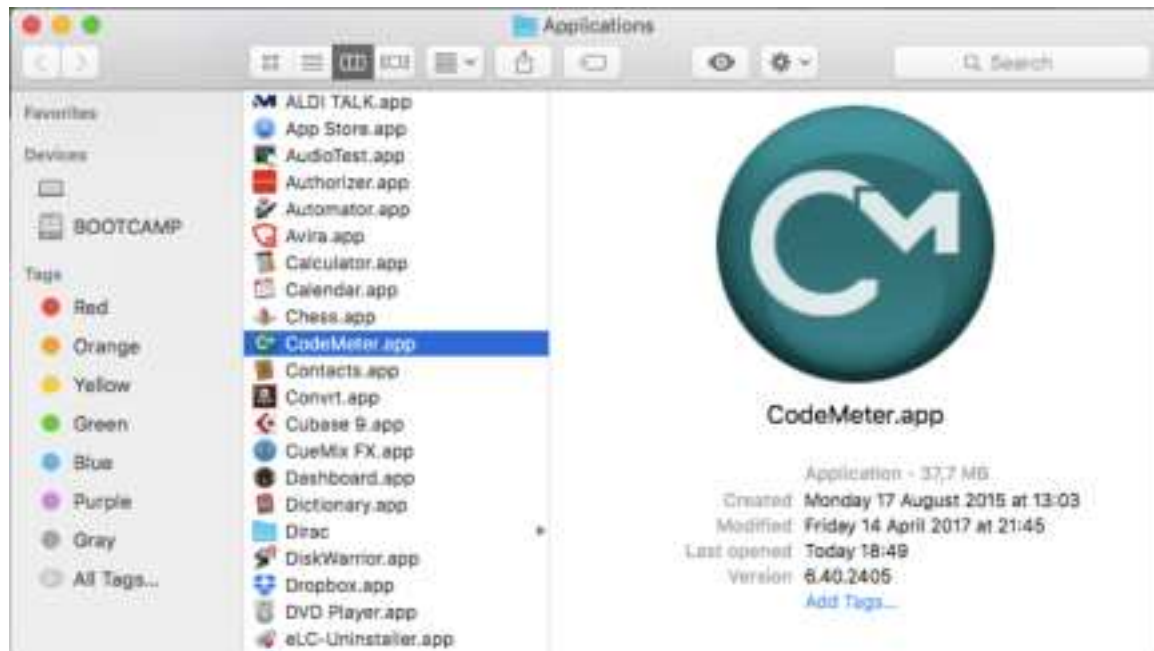 Applications
Search
Favorites
Devices
BOOTCAMP
Tags
Red
Orange
Yellow
Green
Blue
Purple
Gray
All Tags...
ALDI TALK.app
App Store.app
AudioTest.app
Authorizer.app
Automator.app
Avira.app
Calculator.app
Calendar.app
Chess.app
CodeMeter.app
Contacts.app
Convrt.app
Cubase 9.app
CueMix FX.app
Dashboard.app
Dictionary.app
Dirac
DiskWarrior.app
Dropbox.app
DVD Player.app
eLC-Uninstaller.app
CM
CodeMeter.app
Application - 37,7 MB
Created Monday 17 August 2015 at 13:03
Modified Friday 14 April 2017 at 21:45
Last opened Today 18:49
Version 6.40.2405
Add Tags...